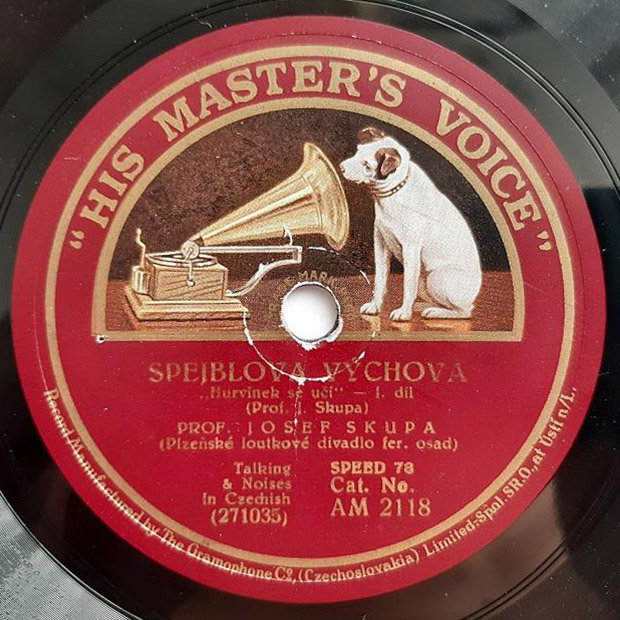 "HIS MASTER'S VOICE"
MARK
SPEJBLOVA VÝCHOVA
„Hurvínek se učí" – I. díl
(Prof. J. Skupa)
PROF. JOSEF SKUPA
(Plzeňské loutkové divadlo fer. osad)
Talking
& Noises
In Czechish
(271035)
SPEED 78
Cat. No.
AM 2118
Record Manufactured by The Gramophone Co., (Czechoslovakia) Limited-Spol. SR.O., at Ústí n/L.